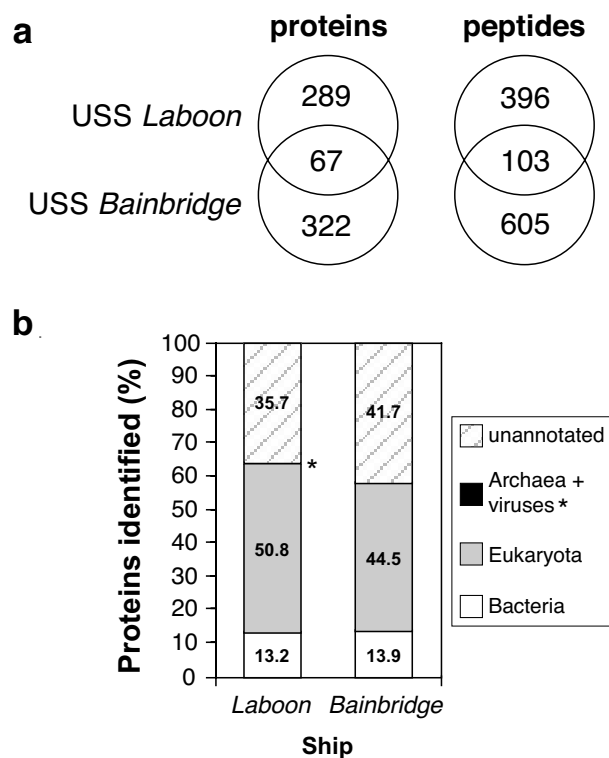 a
proteins
peptides
USS Laboon
289
396
67
103
USS Bainbridge
322
605
b
Proteins identified (%)
100
90
80
70
60
50
40
30
20
10
0
35.7
41.7
*
50.8
44.5
13.2
13.9
Laboon
Bainbridge
Ship
unannotated
Archaea +
viruses *
Eukaryota
Bacteria